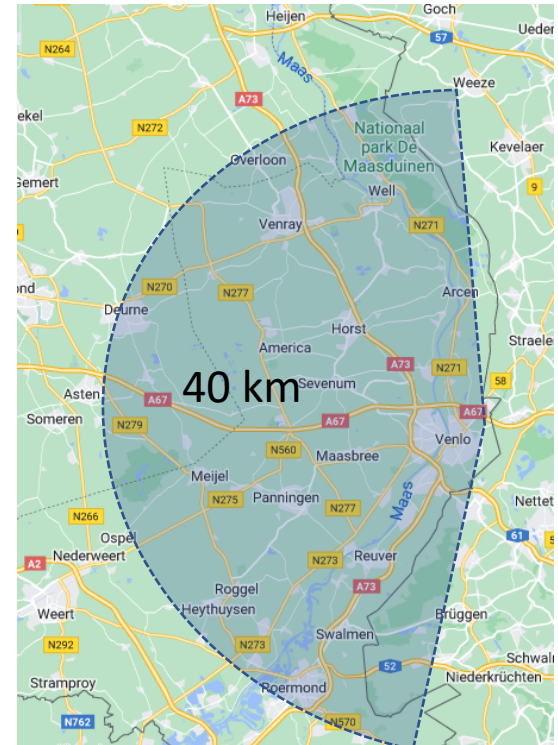 Heijen
Goch
57
Uede
N264
Maas
Weeze
A73
ekel
N272
Nationaal
park De
Maasduinen
Kevelaer
Overloon
Gemert
Well
9
Venray
N271
N270
N277
Arcen
ond
Deurne
Horst
Straele
America
A73
N271
Sevenum
58
40 km
Asten
A67
A67
A67
Someren
N279
Venlo
N560
Maasbree
Meijel
N275
Panningen
Maas
Nettet
N277
N266
Ospel
61
5
Nederweert
N273
Reuver
A2
A73
Roggel
Weert
Heythuysen
Brüggen
Swalmen
N292
N273
Schwalm
52
Niederkrüchten
Stramproy
Roermond
N762
N570